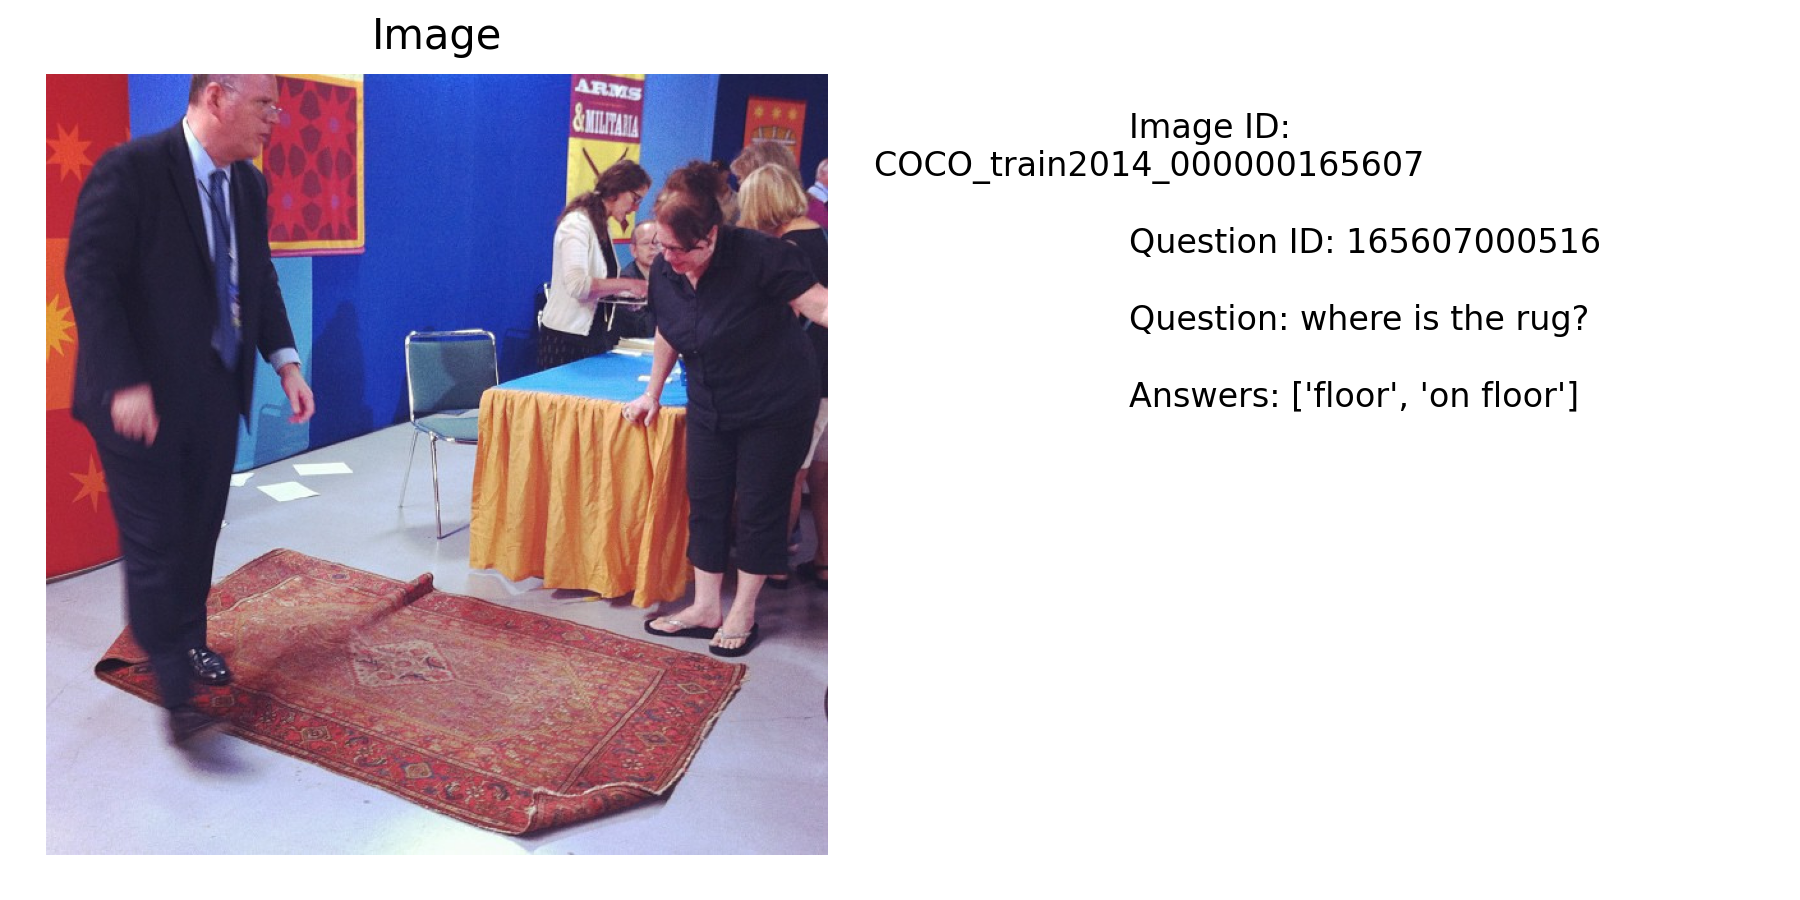 Image
ARMS
& MILITARIA
Image ID:
COCO_train2014_000000165607
Question ID: 165607000516
Question: where is the rug?
Answers: ['floor', 'on floor']